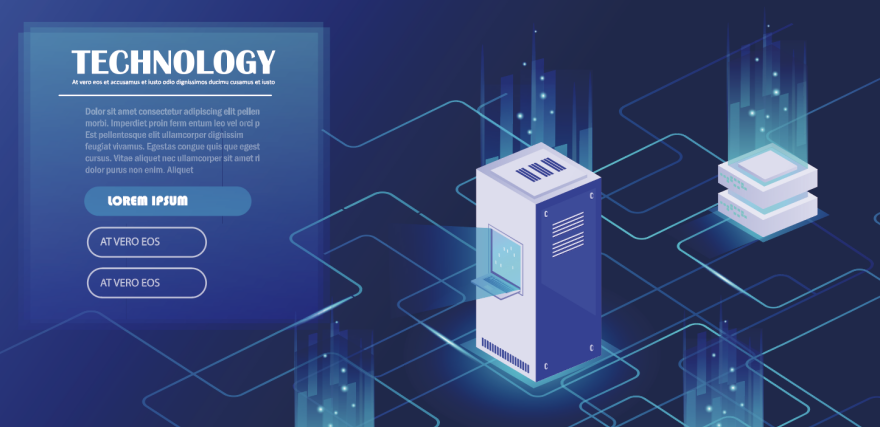 TECHNOLOGY
At vero eos et accusamus et iusto odio dignissimos ducimu cusamus et iusto
Dolor sit amet consectetur adipiscing elit pellen
morbi. Imperdiet proin ferm entum leo vel orci p
Est pellentesque elit ullamcorper dignissim
feugiat vivamus. Egestas congue quis que egest
cursus. Vitae aliquet nec ullamcorper sit amet ri
dolor purus non enim. Aliquet
LOREM IPSUM
AT VERO EOS
AT VERO EOS